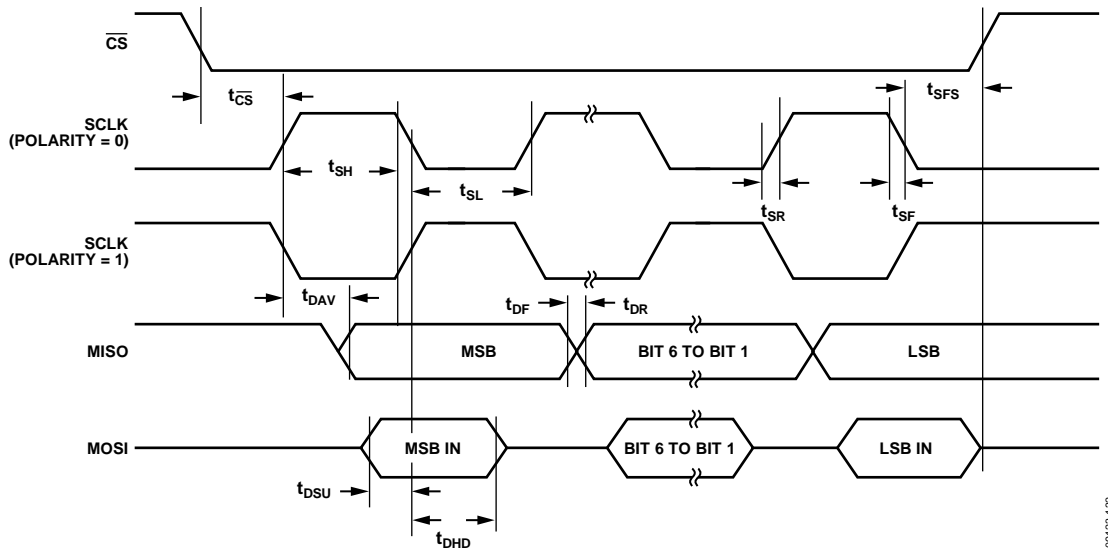 CS
tCS
tSFS
SCLK
(POLARITY = 0)
tSH
tSL
tSR
tSF
SCLK
(POLARITY = 1)
tDAV
tDF
tDR
MISO
MSB
BIT 6 TO BIT 1
LSB
MOSI
MSB IN
BIT 6 TO BIT 1
LSB IN
tDSU
tDHD